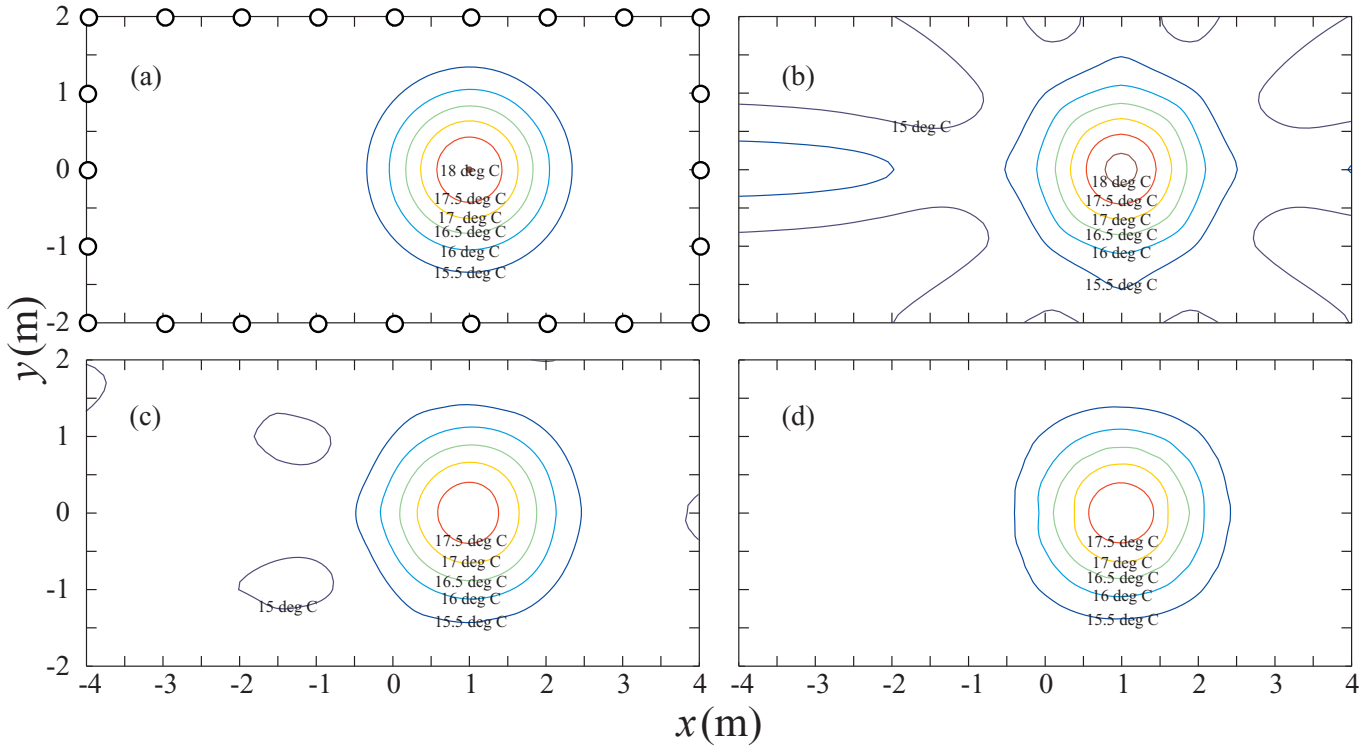 2
1
0
-1
-2
(a)
18 deg C
17.5 deg C
17 deg C
16.5 deg C
16 deg C
15.5 deg C
(b)
15 deg C
18 deg C
17.5 deg C
17 deg C
16.5 deg C
16 deg C
15.5 deg C
y (m)
2
1
0
-1
-2
(c)
17.5 deg C
17 deg C
16.5 deg C
16 deg C
15.5 deg C
15 deg C
(d)
17.5 deg C
17 deg C
16.5 deg C
16 deg C
15.5 deg C
-4 -3 -2 -1 0 1 2 3 4
-4 -3 -2 -1 0 1 2 3 4
x (m)